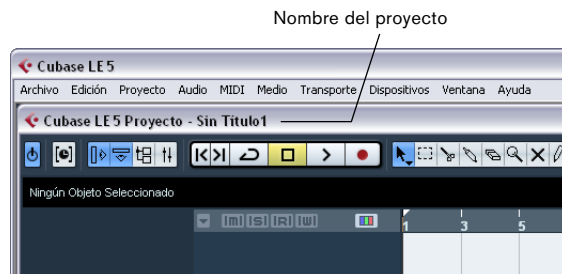 Nombre del proyecto
Cubase LE 5
Archivo Edición Proyecto Audio MIDI Medio Transporte Dispositivos Ventana Ayuda
Cubase LE 5 Proyecto - Sin Título1
Ningún Objeto Seleccionado
m S R W
1 3 5